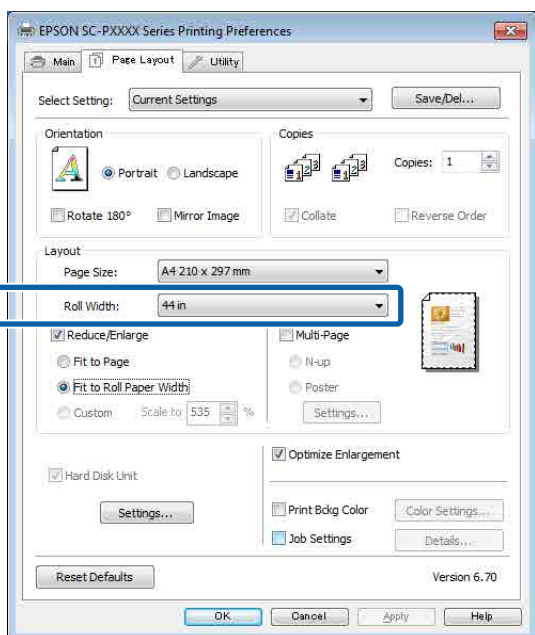 EPSON SC-PXXXX Series Printing Preferences
Main Page Layout Utility
Select Setting: Current Settings Save/Del...
Orientation Copies
Portrait Landscape Copies: 1
Rotate 180° Mirror Image Collate Reverse Order
Layout
Page Size: A4 210 x 297 mm
Roll Width: 44 in
Reduce/Enlarge Multi-Page
Fit to Page N-up
Fit to Roll Paper Width Poster
Custom Scale to 535 % Settings...
Optimize Enlargement
Hard Disk Unit
Settings... Print Bckg Color Color Settings...
Job Settings Details...
Reset Defaults Version 6.70
OK Cancel Apply Help